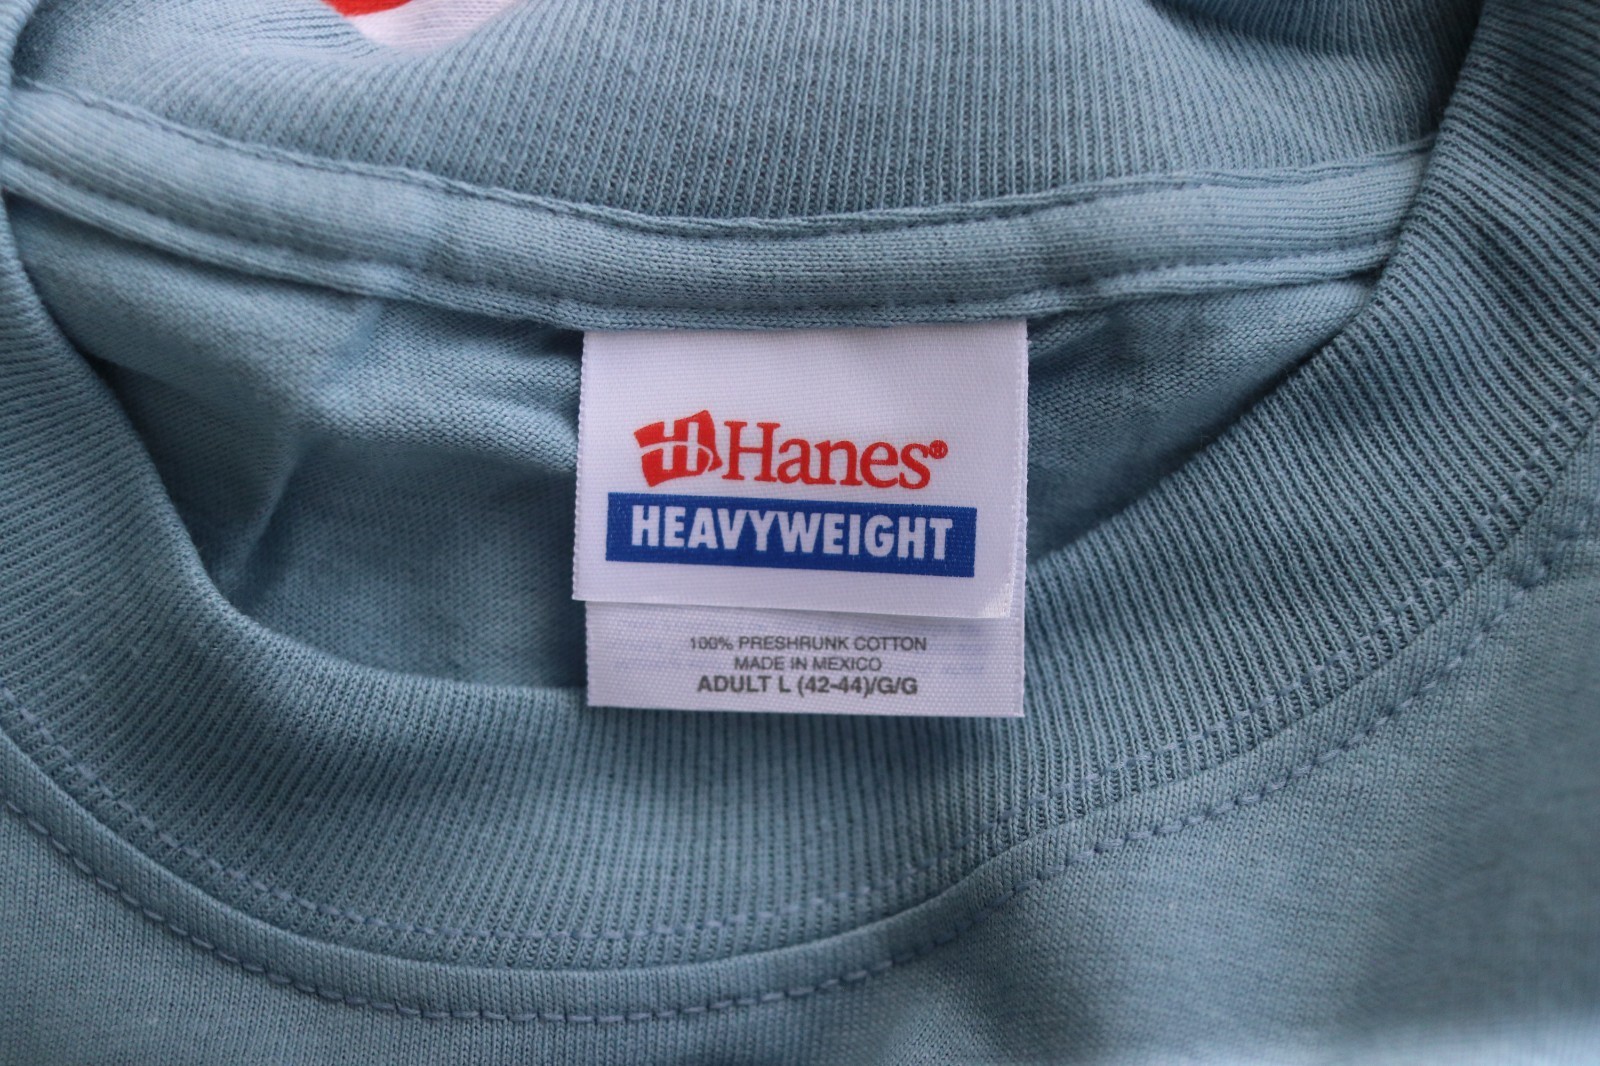 H Hanes®
HEAVYWEIGHT
100% PRESHRUNK COTTON
MADE IN MEXICO
ADULT L (42-44)/G/G